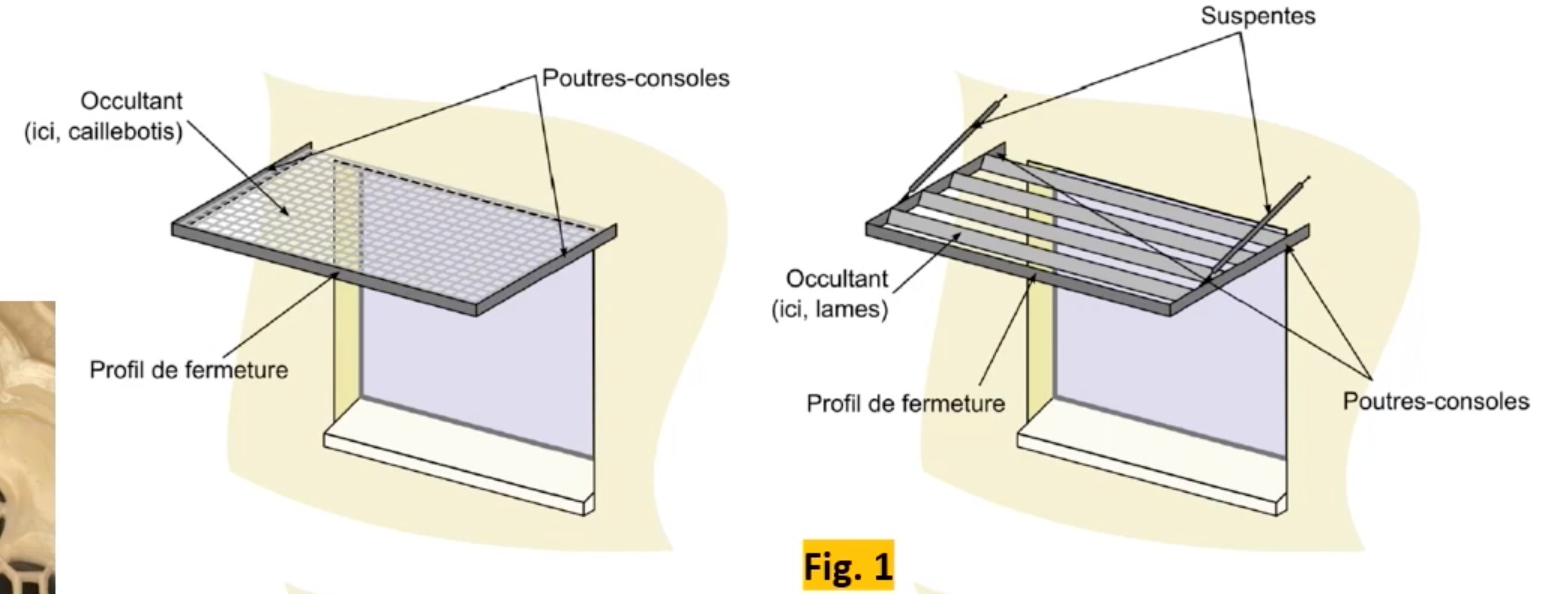 Suspentes
Poutres-consoles
Occultant
(ici, caillebotis)
Occultant
(ici, lames)
Profil de fermeture
Profil de fermeture
Poutres-consoles
Fig. 1